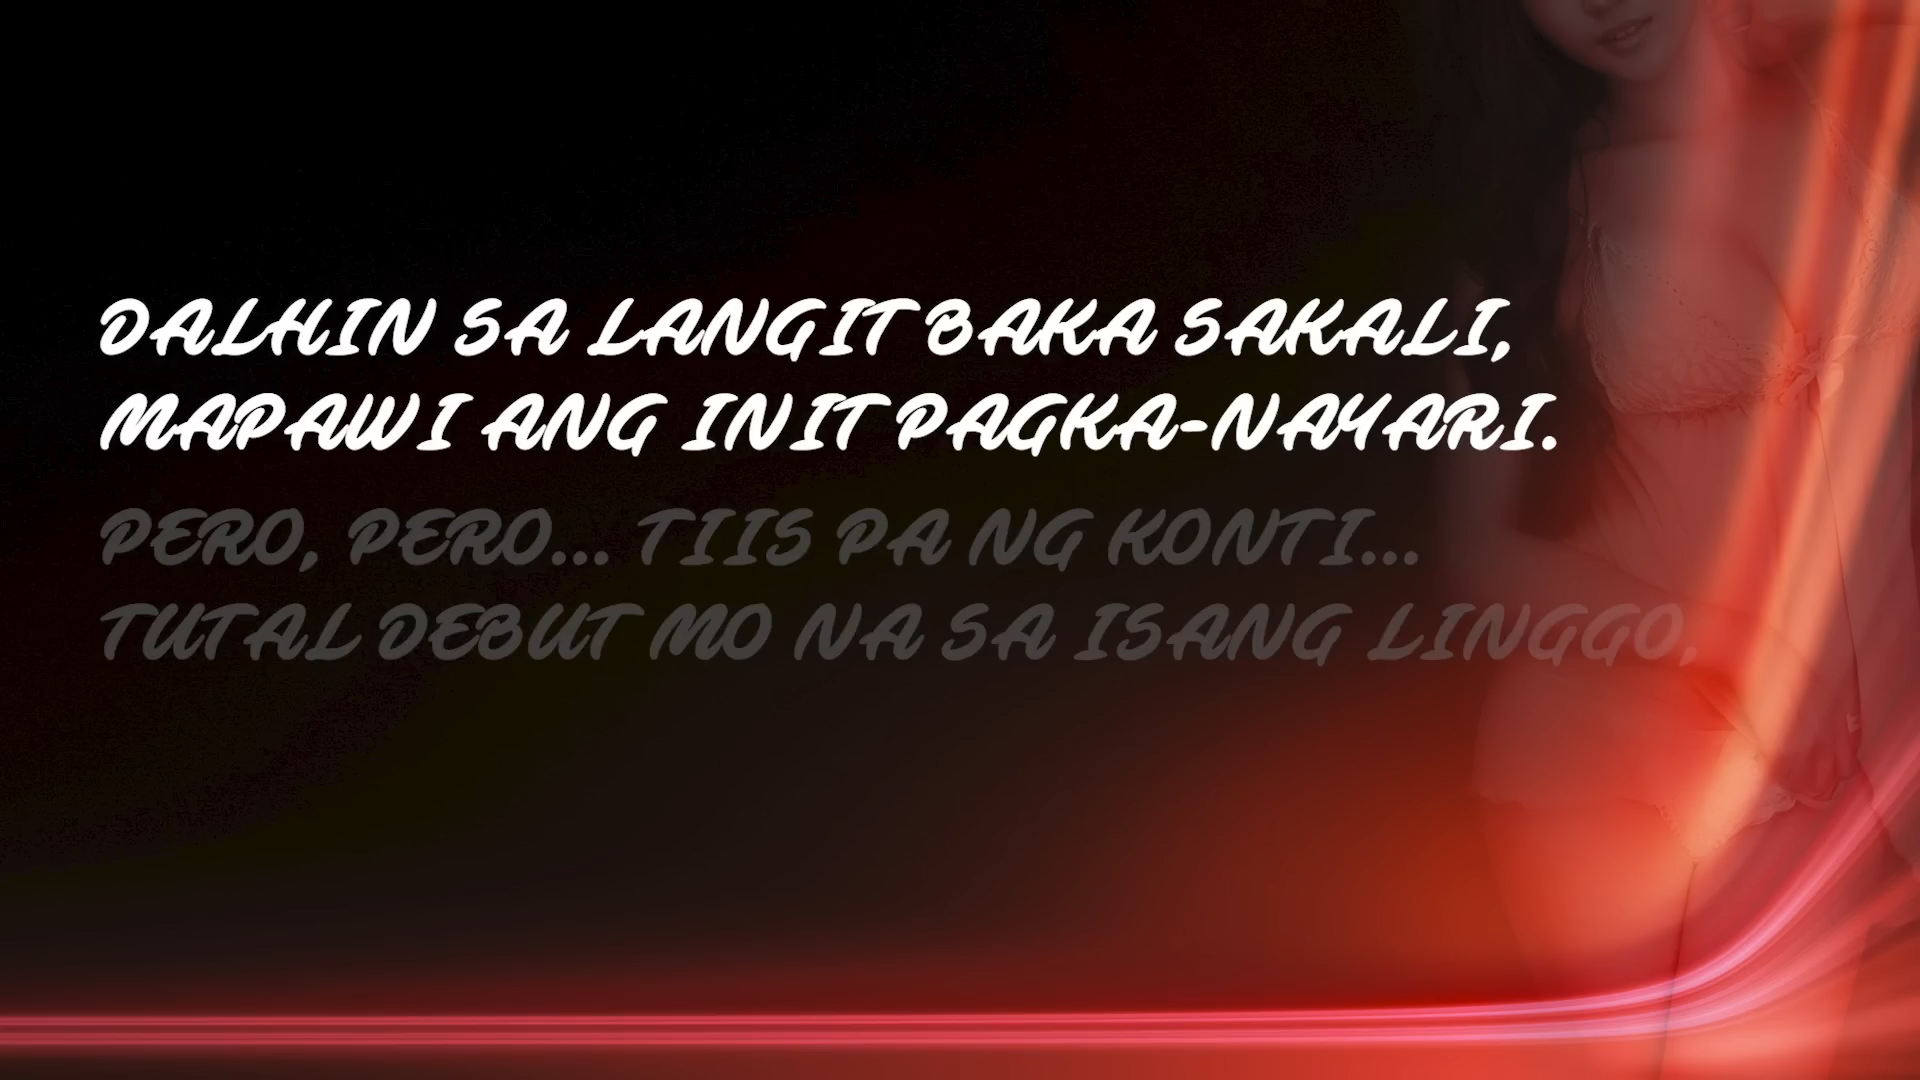 DALHIN SA LANGIT BAKA SAKALI,
MAPAWI ANG INIT PAGKA-NAYARI.
PERO, PERO... TIIS PA NG KONTI...
TUTAL DEBUT MO NA SA ISANG LINGGO,